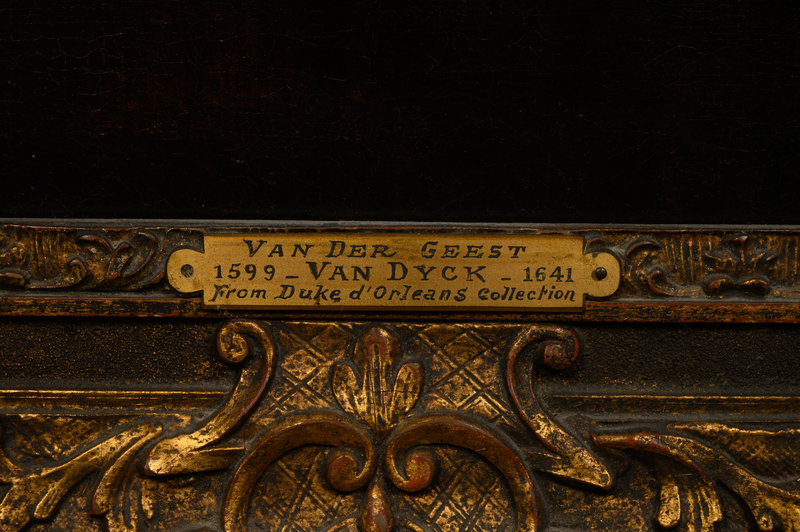 VAN DER GEEST
1599 - VAN DYCK - 1641
From Duke d'Orleans Collection